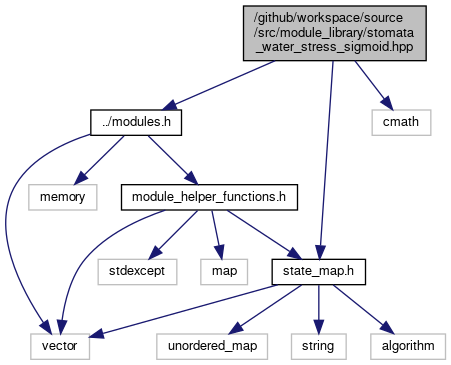 /github/workspace/source
/src/module_library/stomata
_water_stress_sigmoid.hpp
../modules.h
cmath
memory
module_helper_functions.h
stdexcept
map
state_map.h
vector
unordered_map
string
algorithm